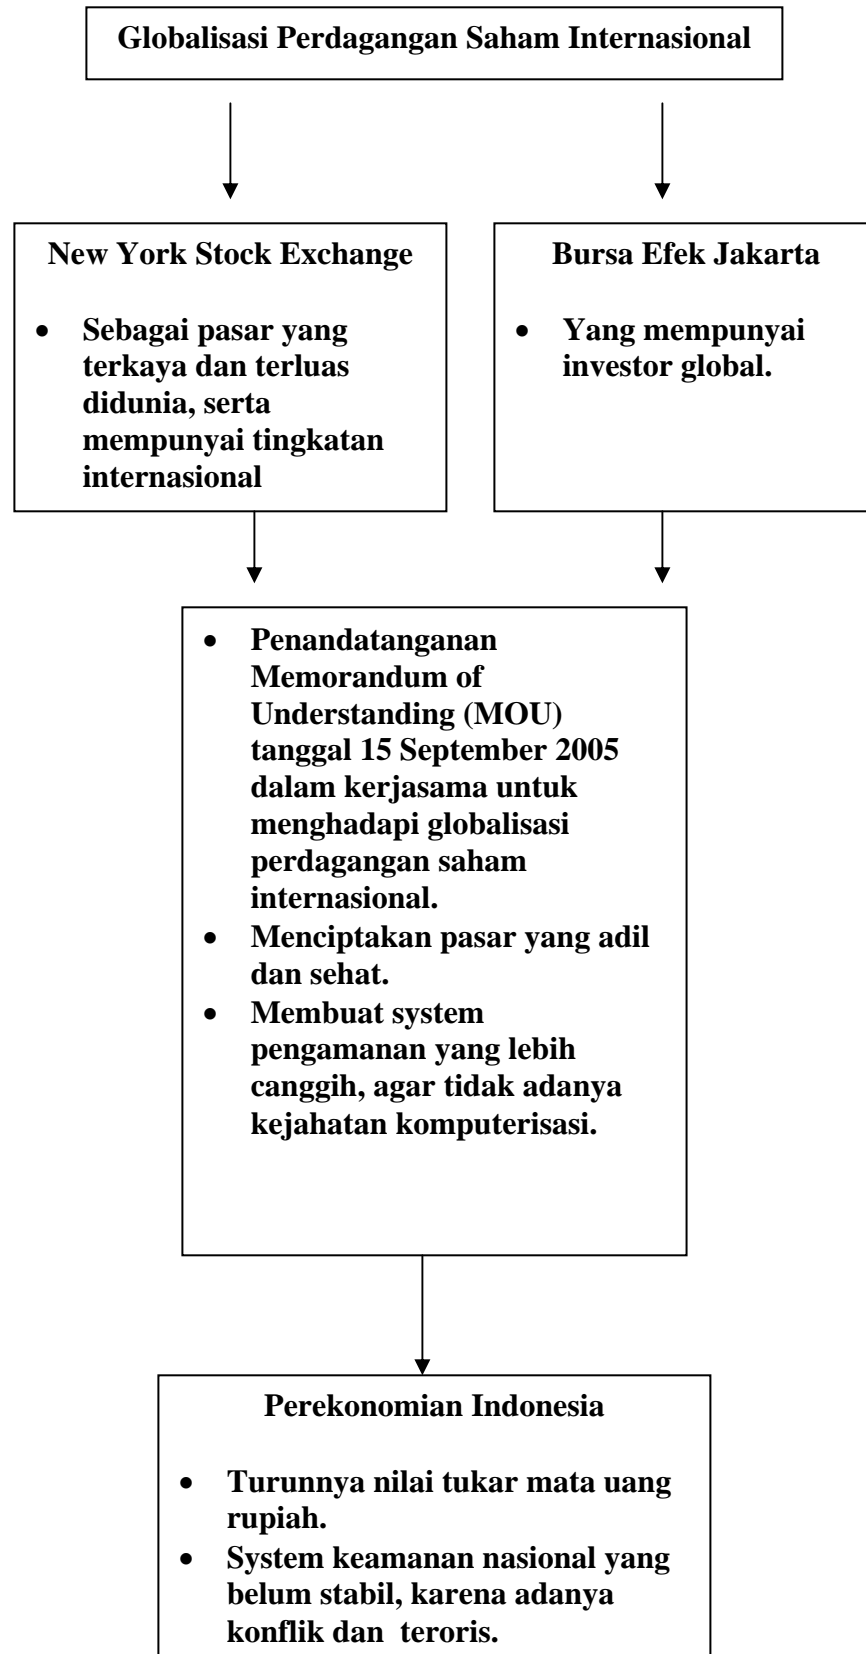 Globalisasi Perdagangan Saham Internasional
New York Stock Exchange
• Sebagai pasar yang
terkaya dan terluas
didunia, serta
mempunyai tingkatan
internasional
Bursa Efek Jakarta
• Yang mempunyai
investor global.
• Penandatanganan
Memorandum of
Understanding (MOU)
tanggal 15 September 2005
dalam kerjasama untuk
menghadapi globalisasi
perdagangan saham
internasional.
• Menciptakan pasar yang adil
dan sehat.
• Membuat system
pengamanan yang lebih
canggih, agar tidak adanya
kejahatan komputerisasi.
Perekonomian Indonesia
• Turunnya nilai tukar mata uang
rupiah.
• System keamanan nasional yang
belum stabil, karena adanya
konflik dan  teroris.